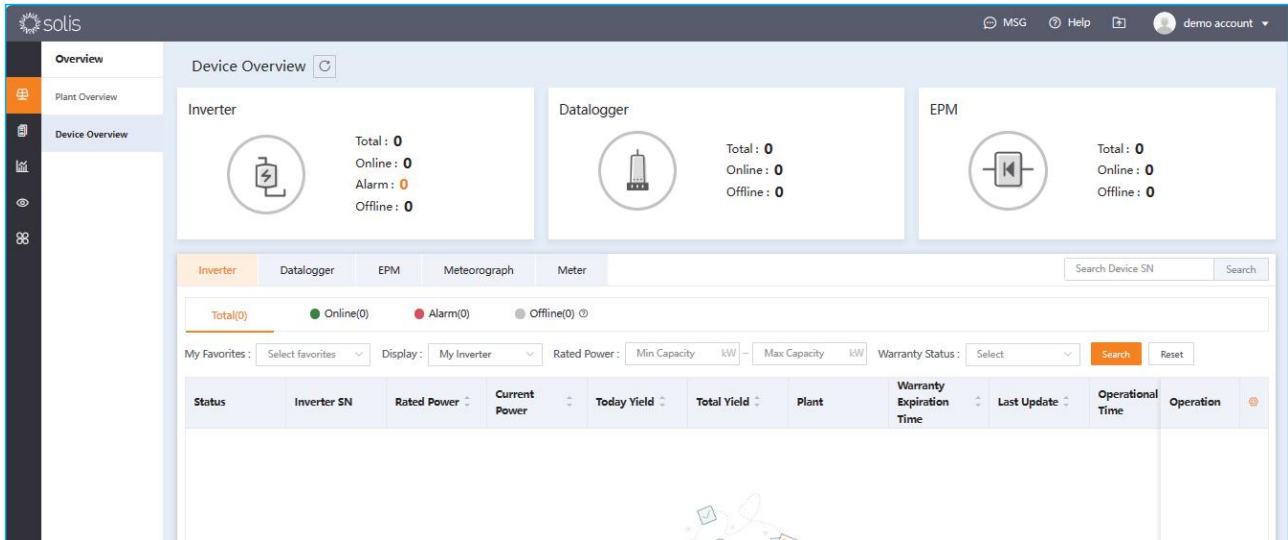 solis
MSG Help demo account
Overview
Plant Overview
Device Overview
Device Overview
Inverter
Total : 0
Online : 0
Alarm : 0
Offline : 0
Datalogger
Total : 0
Online : 0
Offline : 0
EPM
Total : 0
Online : 0
Offline : 0
Inverter Datalogger EPM Meteorograph Meter Search Device SN Search
Total(0) Online(0) Alarm(0) Offline(0)
My Favorites : Select favorites Display : My Inverter Rated Power : Min Capacity kW – Max Capacity kW Warranty Status : Select Search Reset
Status Inverter SN Rated Power Current Power Today Yield Total Yield Plant Warranty Expiration Time Last Update Operational Time Operation